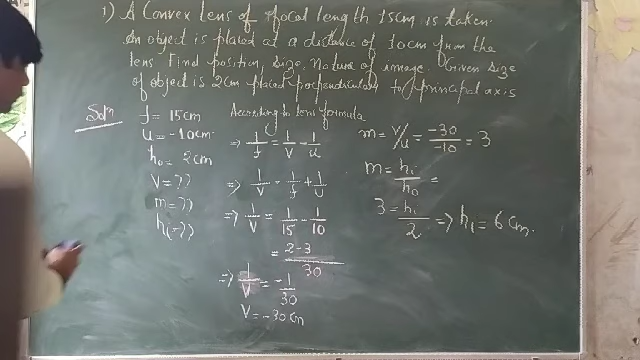 1) A Convex Lens of focal length 15cm is taken.
An object is placed at a distance of 10cm from the
lens Find position, Size, Nature of image. Given size
of object is 2cm placed perpendicular to principal axis
Soln
f = 15cm
u = -10cm
h₀ = 2cm
V = ??
m = ??
hi = ??
According to lens formula
⇒ 1/f = 1/V - 1/u
⇒ 1/V = 1/f + 1/u
⇒ 1/V = 1/15 - 1/10
= 2-3/30
⇒ 1/V = -1/30
V = -30cm
m = V/u = -30/-10 = 3
m = hi/h₀ =
3 = hi/2 ⇒ hi = 6cm.